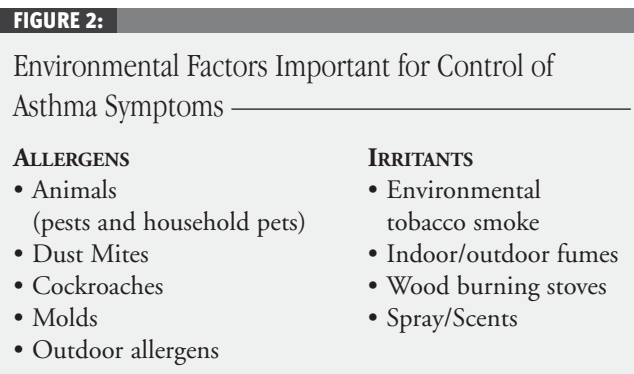 FIGURE 2:
Environmental Factors Important for Control of
Asthma Symptoms
ALLERGENS
• Animals
(pests and household pets)
• Dust Mites
• Cockroaches
• Molds
• Outdoor allergens
IRRITANTS
• Environmental
tobacco smoke
• Indoor/outdoor fumes
• Wood burning stoves
• Spray/Scents